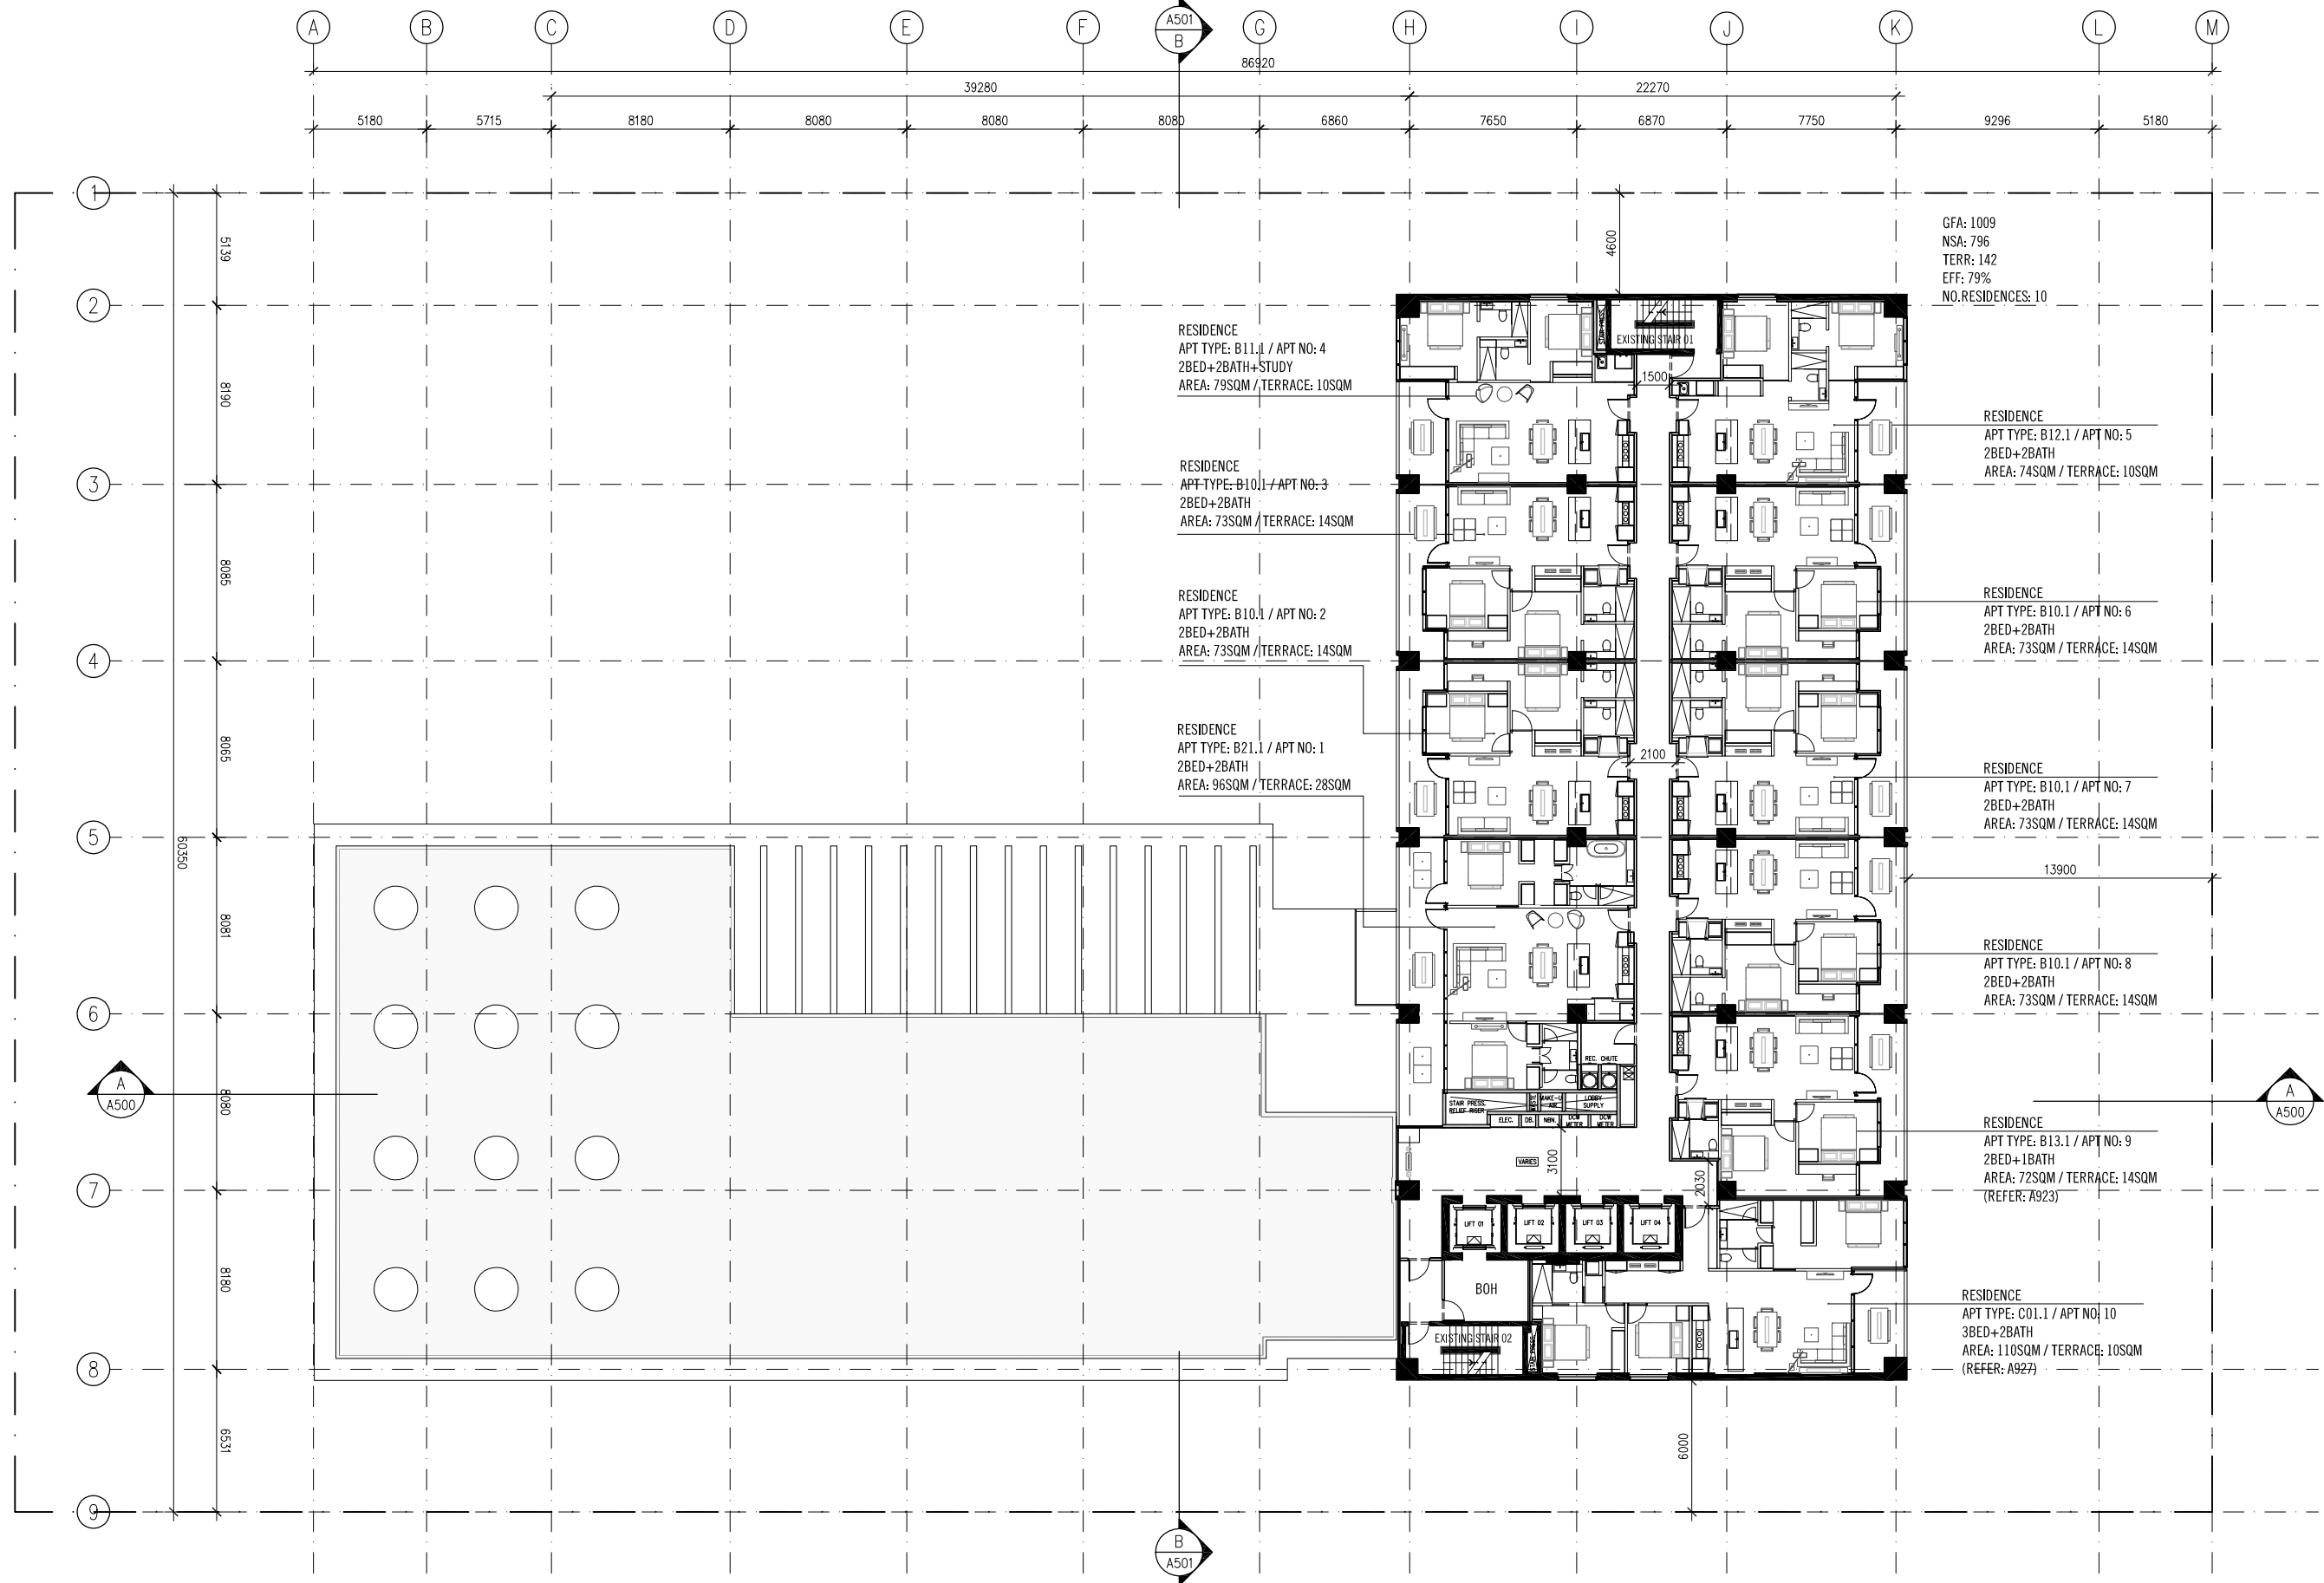 A
B
C
D
E
F
A501
B
G
H
I
J
K
L
M
86920
39280
22270
5180
5715
8180
8080
8080
8080
6860
7650
6870
7750
9296
5180
1
2
3
4
5
6
7
8
9
5139
8190
8085
8065
8081
8080
8180
6531
60350
4600
GFA: 1009
NSA: 796
TERR: 142
EFF: 79%
NO.RESIDENCES: 10
RESIDENCE
APT TYPE: B11.1 / APT NO: 4
2BED+2BATH+STUDY
AREA: 79SQM / TERRACE: 10SQM
RESIDENCE
APT TYPE: B10.1 / APT NO: 3
2BED+2BATH
AREA: 73SQM / TERRACE: 14SQM
RESIDENCE
APT TYPE: B10.1 / APT NO: 2
2BED+2BATH
AREA: 73SQM / TERRACE: 14SQM
RESIDENCE
APT TYPE: B21.1 / APT NO: 1
2BED+2BATH
AREA: 96SQM / TERRACE: 28SQM
STAIR PRESS.
EXISTING STAIR 01
1500
2100
RESIDENCE
APT TYPE: B12.1 / APT NO: 5
2BED+2BATH
AREA: 74SQM / TERRACE: 10SQM
RESIDENCE
APT TYPE: B10.1 / APT NO: 6
2BED+2BATH
AREA: 73SQM / TERRACE: 14SQM
RESIDENCE
APT TYPE: B10.1 / APT NO: 7
2BED+2BATH
AREA: 73SQM / TERRACE: 14SQM
13900
RESIDENCE
APT TYPE: B10.1 / APT NO: 8
2BED+2BATH
AREA: 73SQM / TERRACE: 14SQM
RESIDENCE
APT TYPE: B13.1 / APT NO: 9
2BED+1BATH
AREA: 72SQM / TERRACE: 14SQM
(REFER: A923)
RESIDENCE
APT TYPE: C01.1 / APT NO: 10
3BED+2BATH
AREA: 110SQM / TERRACE: 10SQM
(REFER: A927)
REC. CHUTE
STAIR PRESS.
RELIEF RISER
MAKE-U
AIR
LOBBY
SUPPLY
ELEC.
DB.
NBN.
DCW
METER
DCW
METER
VARIES
3100
2030
LIFT 01
LIFT 02
LIFT 03
LIFT 04
BOH
EXISTING STAIR 02
STAIR PRESS.
6000
A
A500
A
A500
B
A501